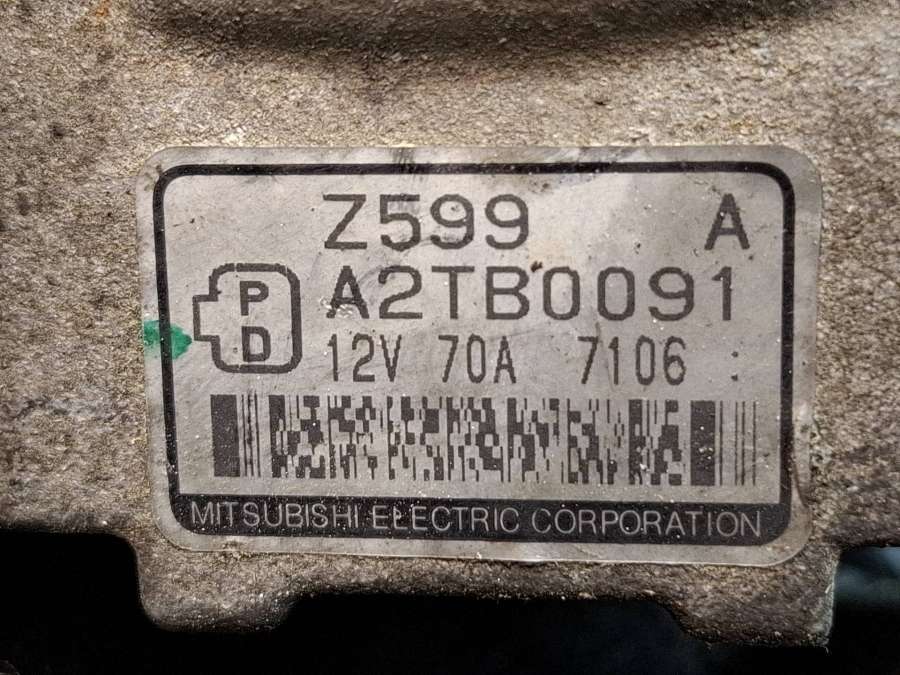 Z599 A
A2TB0091
P
D
12V 70A 7106
MITSUBISHI ELECTRIC CORPORATION